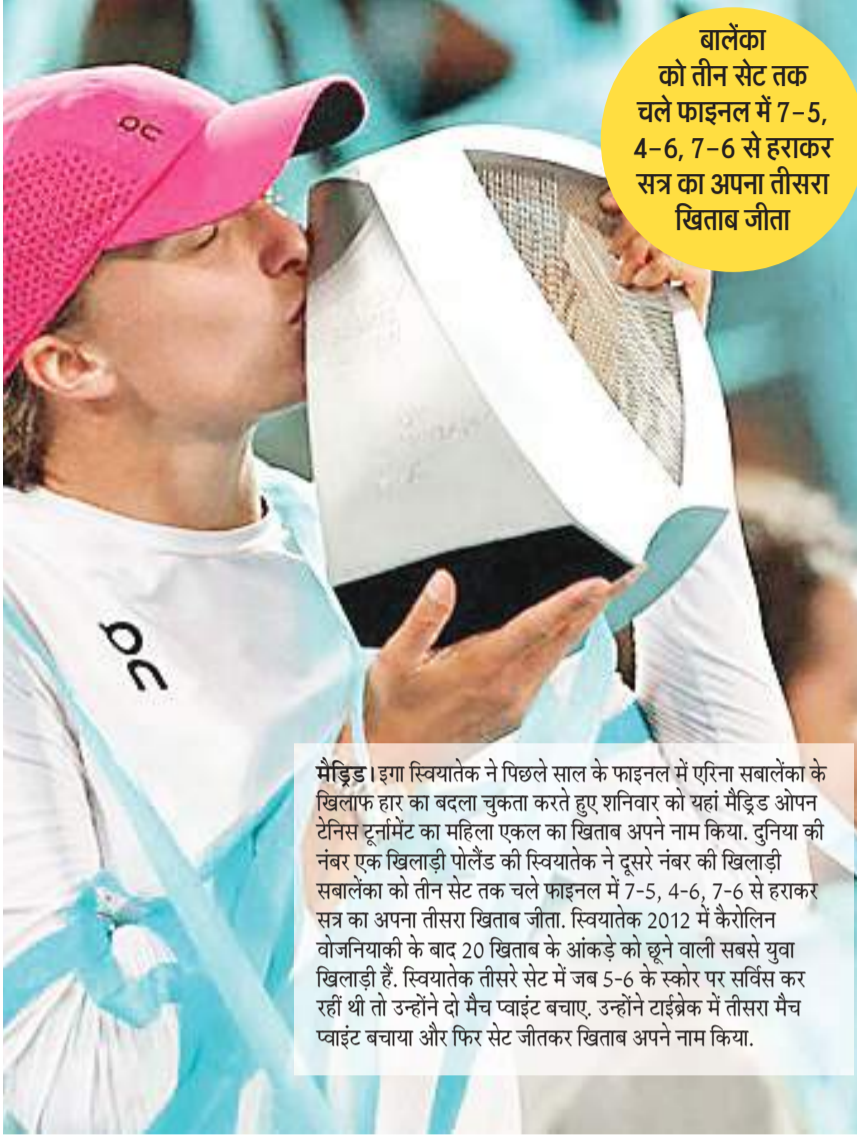 बालेंका
को तीन सेट तक
चले फाइनल में 7-5,
4-6, 7-6 से हराकर
सत्र का अपना तीसरा
खिताब जीता
मैड्रिड। इगा स्वियातेक ने पिछले साल के फाइनल में एरिना सबालेंका के
खिलाफ हार का बदला चुकता करते हुए शनिवार को यहां मैड्रिड ओपन
टेनिस टूर्नामेंट का महिला एकल का खिताब अपने नाम किया. दुनिया की
नंबर एक खिलाड़ी पोलैंड की स्वियातेक ने दूसरे नंबर की खिलाड़ी
सबालेंका को तीन सेट तक चले फाइनल में 7-5, 4-6, 7-6 से हराकर
सत्र का अपना तीसरा खिताब जीता. स्वियातेक 2012 में कैरोलिन
वोजनियाकी के बाद 20 खिताब के आंकड़े को छूने वाली सबसे युवा
खिलाड़ी हैं. स्वियातेक तीसरे सेट में जब 5-6 के स्कोर पर सर्विस कर
रहीं थी तो उन्होंने दो मैच प्वाइंट बचाए. उन्होंने टाईब्रेक में तीसरा मैच
प्वाइंट बचाया और फिर सेट जीतकर खिताब अपने नाम किया.